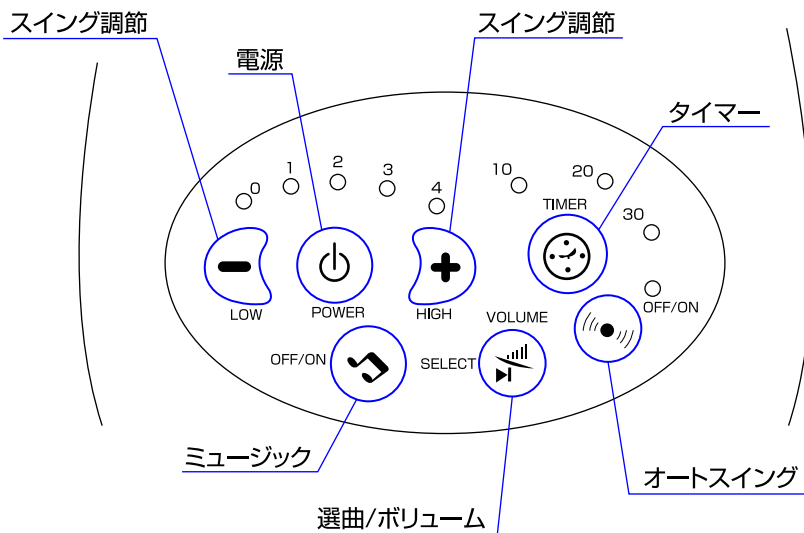 スイング調節
スイング調節
電源
タイマー
0
1
2
3
4
10
20
30
TIMER
LOW
POWER
HIGH
VOLUME
OFF/ON
OFF/ON
SELECT
ミュージック
オートスイング
選曲/ボリューム